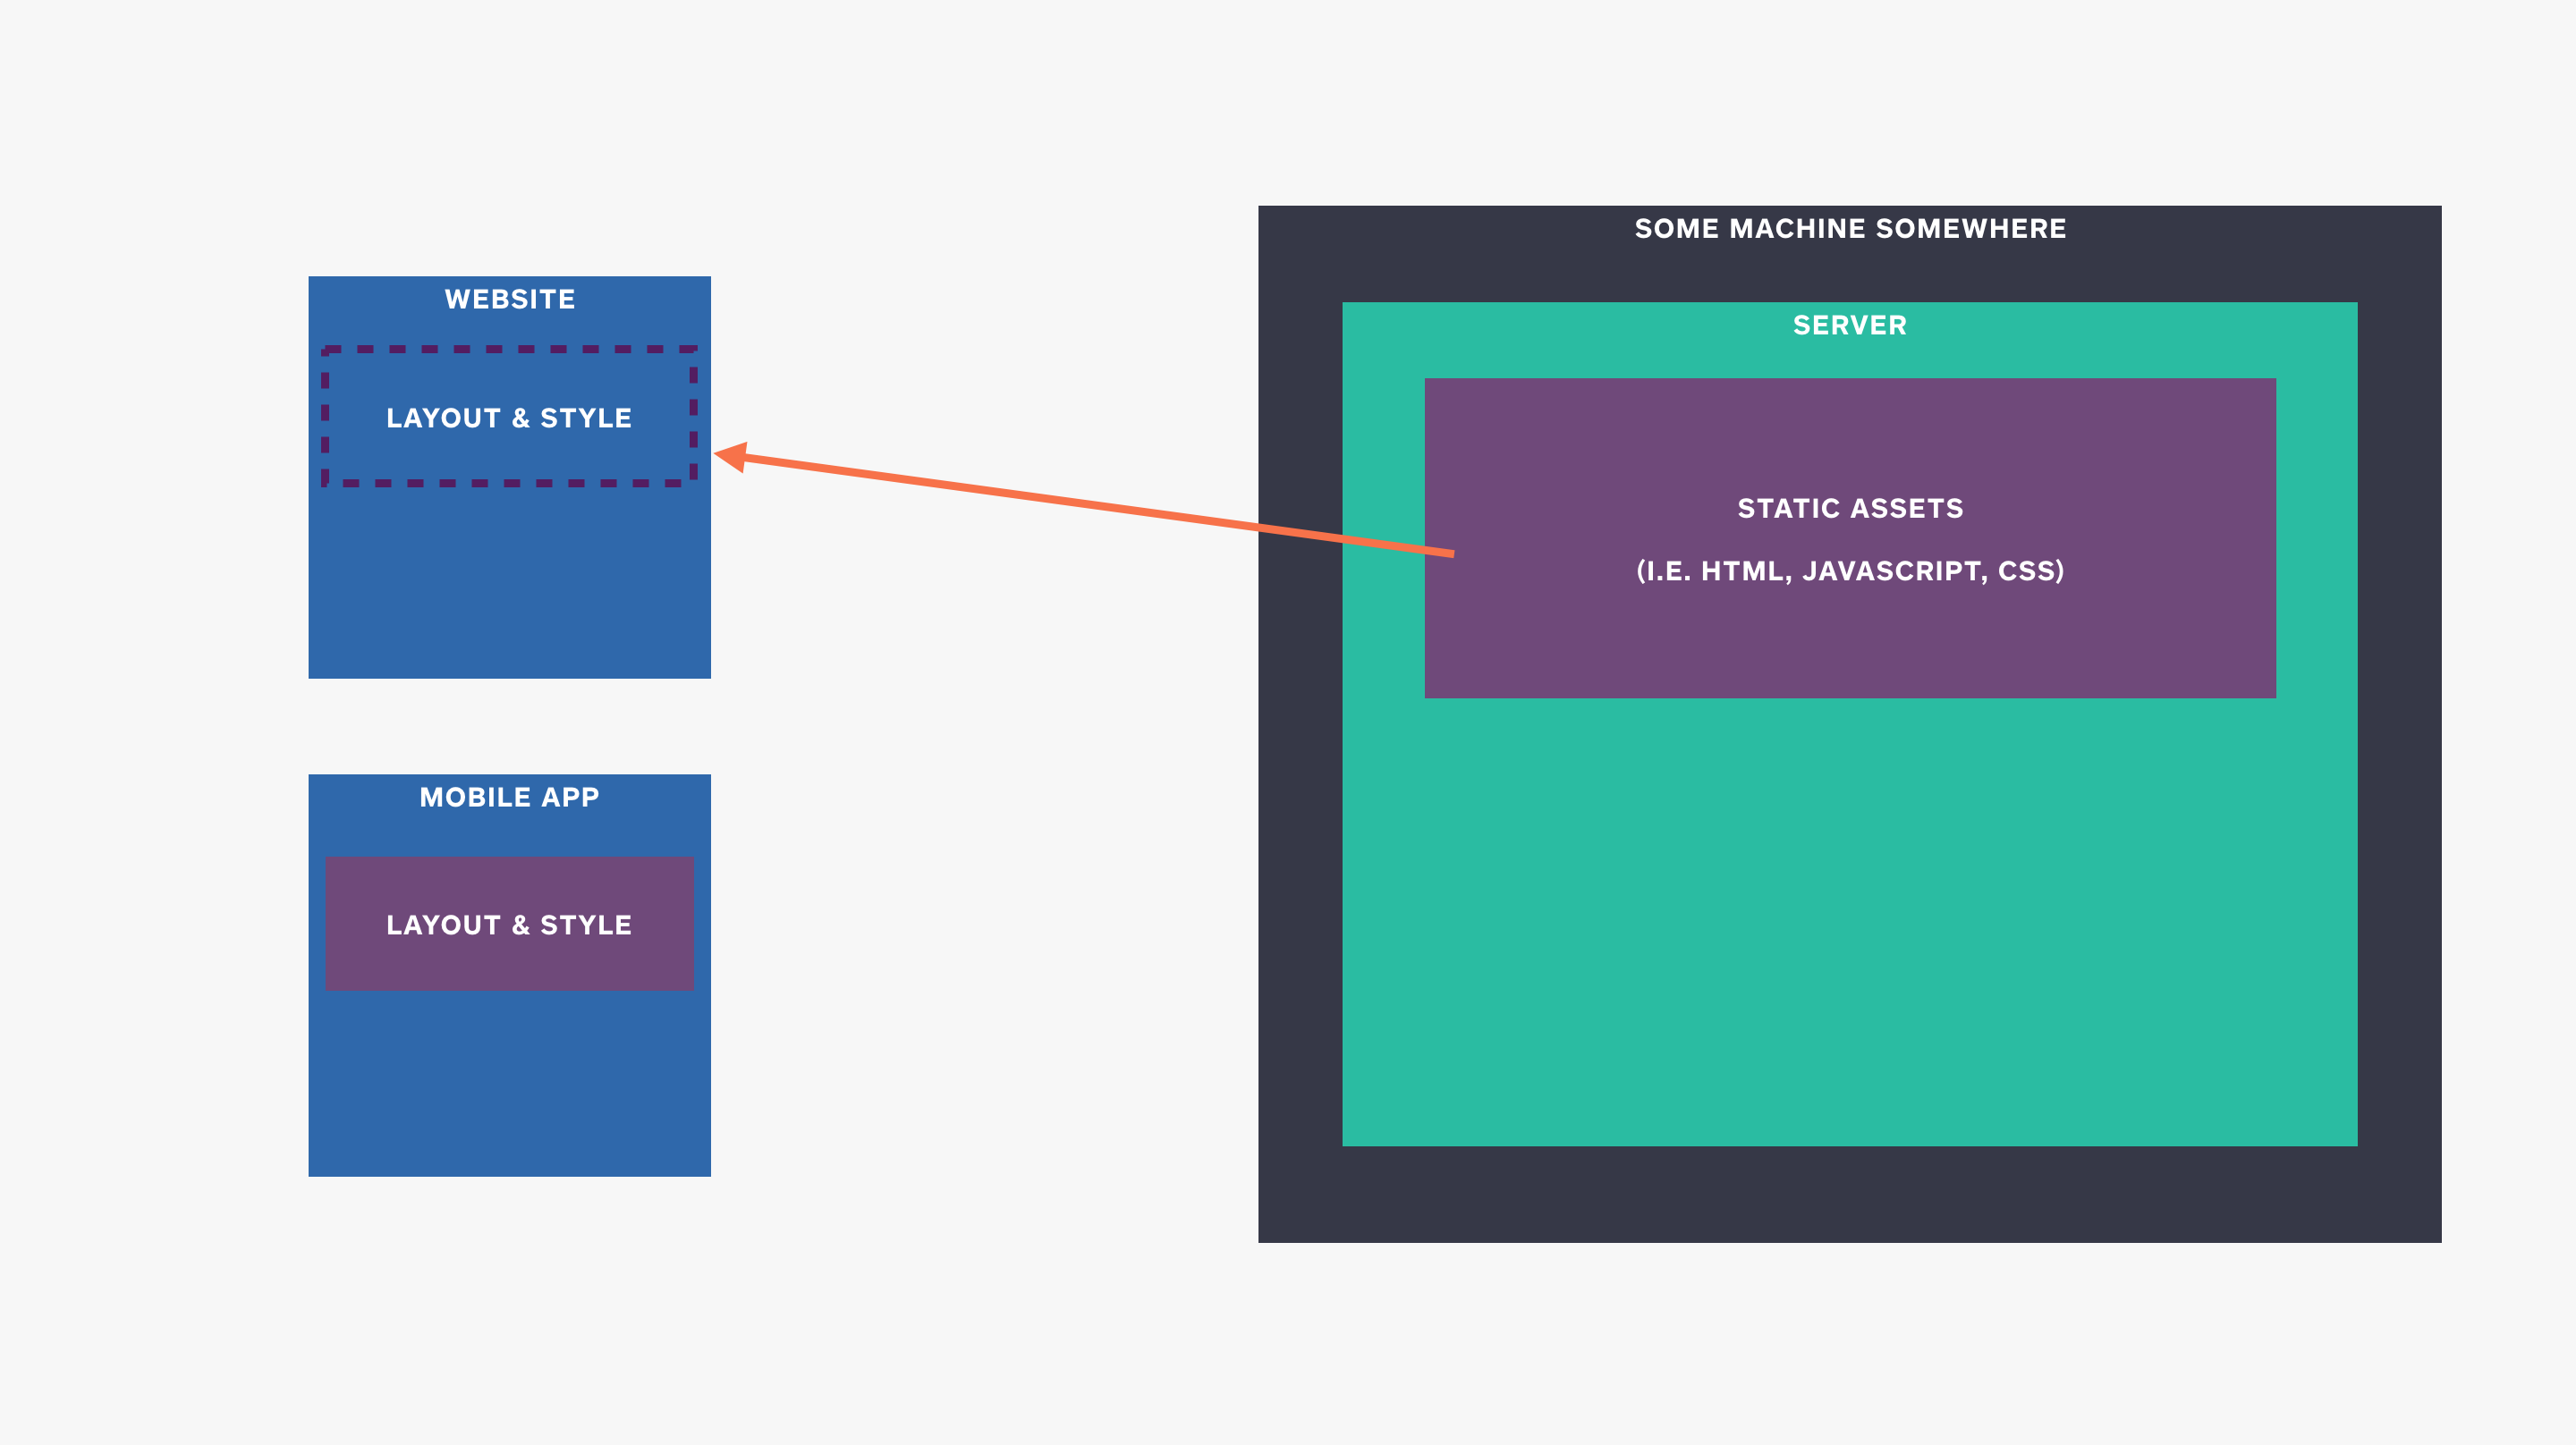 WEBSITE
LAYOUT & STYLE
MOBILE APP
LAYOUT & STYLE
SOME MACHINE SOMEWHERE
SERVER
STATIC ASSETS
(I.E. HTML, JAVASCRIPT, CSS)